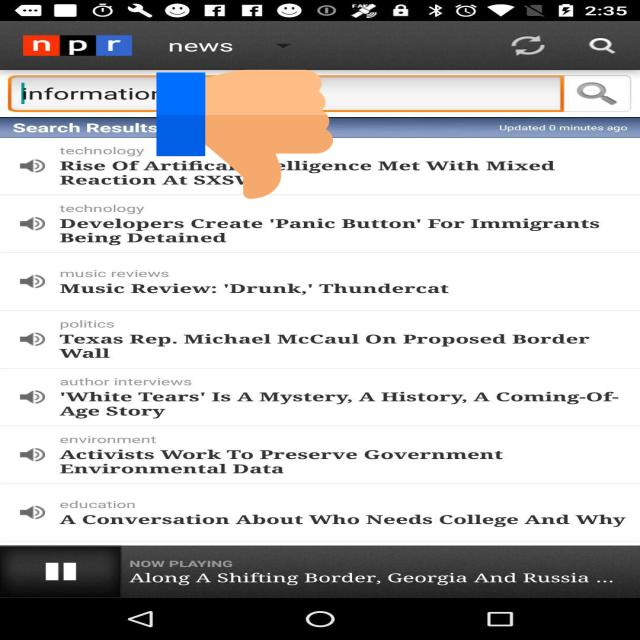 2:35
npr news
information
Search Results
Updated 0 minutes ago
technology
Rise Of Artificial Intelligence Met With Mixed
Reaction At SXSW
technology
Developers Create 'Panic Button' For Immigrants
Being Detained
music reviews
Music Review: 'Drunk,' Thundercat
politics
Texas Rep. Michael McCaul On Proposed Border
Wall
author interviews
'White Tears' Is A Mystery, A History, A Coming-Of-
Age Story
environment
Activists Work To Preserve Government
Environmental Data
education
A Conversation About Who Needs College And Why
NOW PLAYING
Along A Shifting Border, Georgia And Russia ...